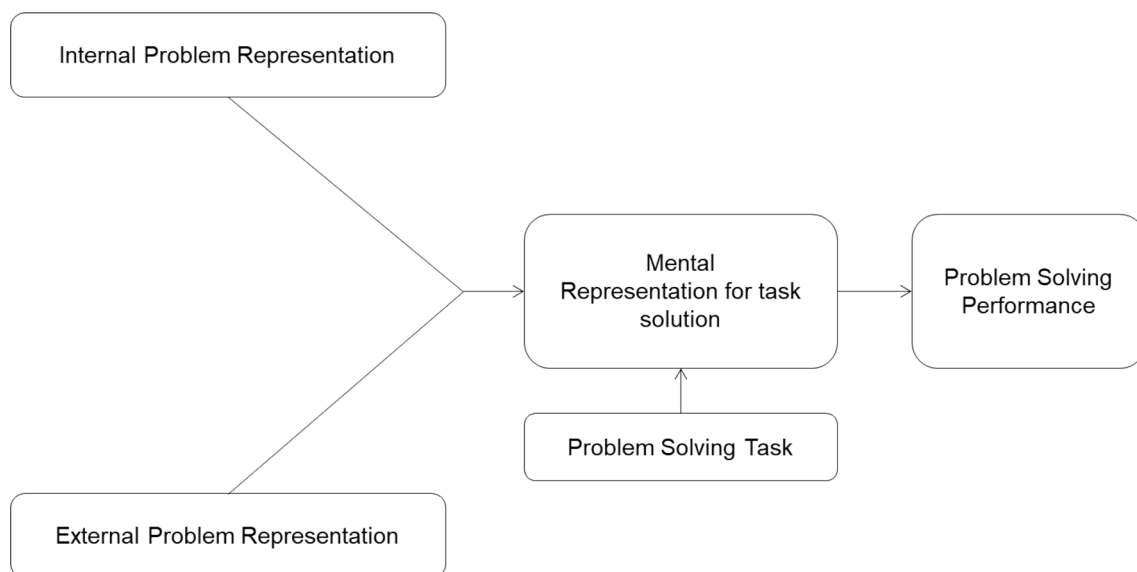 Internal Problem Representation
Mental
Representation for task
solution
Problem Solving
Performance
Problem Solving Task
External Problem Representation